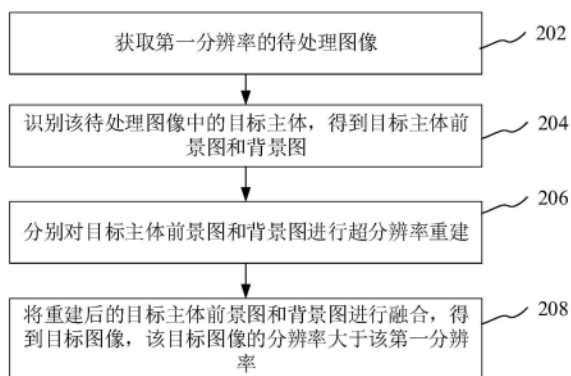 获取第一分辨率的待处理图像
202
识别该待处理图像中的目标主体，得到目标主体前
景图和背景图
204
分别对目标主体前景图和背景图进行超分辨率重建
206
将重建后的目标主体前景图和背景图进行融合，得
到目标图像，该目标图像的分辨率大于该第一分辨
率
208